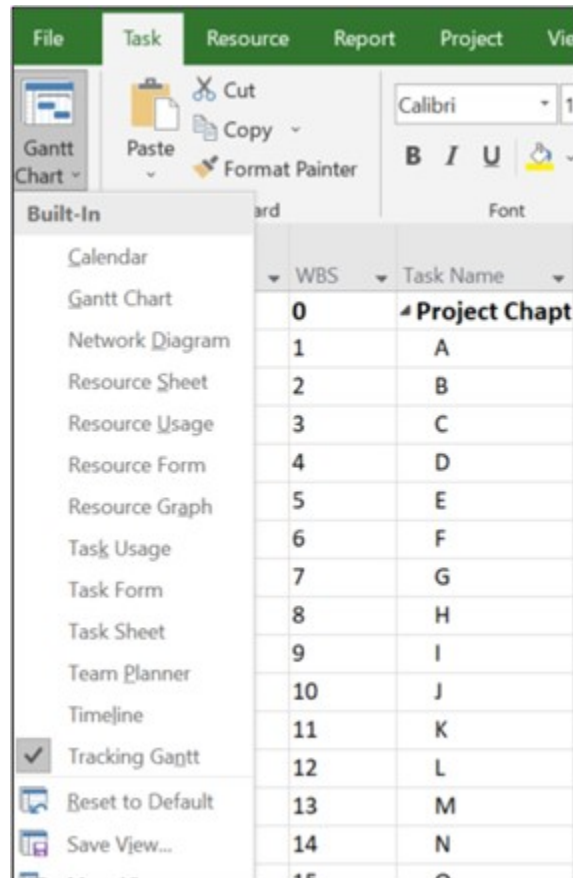 File Task Resource Report Project Vie
Cut
Calibri 1
Copy
Gantt Chart
Paste
Format Painter
B I U
ard Font
Built-In
Calendar
Gantt Chart
Network Diagram
Resource Sheet
Resource Usage
Resource Form
Resource Graph
Task Usage
Task Form
Task Sheet
Team Planner
Timeline
Tracking Gantt
Reset to Default
Save View...
WBS Task Name
0 Project Chapt
1 A
2 B
3 C
4 D
5 E
6 F
7 G
8 H
9 I
10 J
11 K
12 L
13 M
14 N